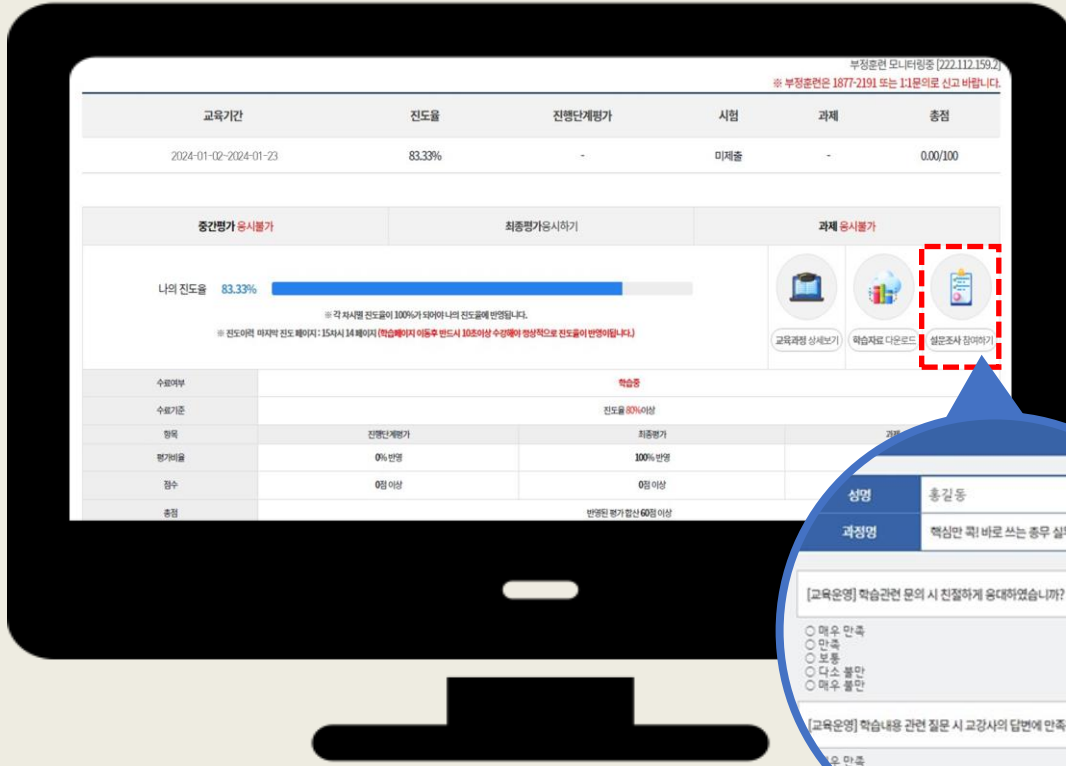 부정훈련 모니터링중 [222.112.159.2]
※ 부정훈련은 1877-2191 또는 1:1문의로 신고 바랍니다.
교육기간 진도율 진행단계평가 시험 과제 총점
2024-01-02~2024-01-23 83.33% - 미제출 - 0.00/100
중간평가 응시불가 최종평가응시하기 과제 응시불가
나의 진도율 83.33%
※ 각 차시별 진도율이 100%가 되어야 나의 진도율에 반영됩니다.
※ 진도이력 마지막 진도 페이지 : 15차시 14 페이지 (학습페이지 이동후 반드시 10초이상 수강해야 정상적으로 진도율이 반영이됩니다.)
교육과정 상세보기 학습자료 다운로드 설문조사 참여하기
수료여부 학습중
수료기준 진도율 80%이상
항목 진행단계평가 최종평가 과제
평가비율 0% 반영 100% 반영
점수 0점 이상 0점 이상
총점 반영된 평가 합산 60점 이상
성명 홍길동
과정명 핵심만 콕! 바로 쓰는 총무
[교육운영] 학습관련 문의 시 친절하게 응대하였습니까?
매우 만족
만족
보통
다소 불만
매우 불만
[교육운영] 학습내용 관련 질문 시 교강사의 답변에
만족